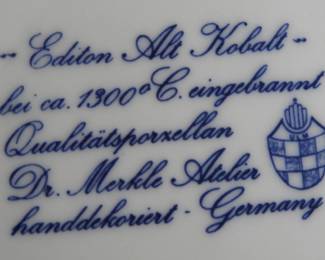 -- Editon Alt Kobalt --
bei ca. 1300°C. eingebrannt
Qualitätsporzellan
Dr. Merkle Atelier
handdekoriert - Germany